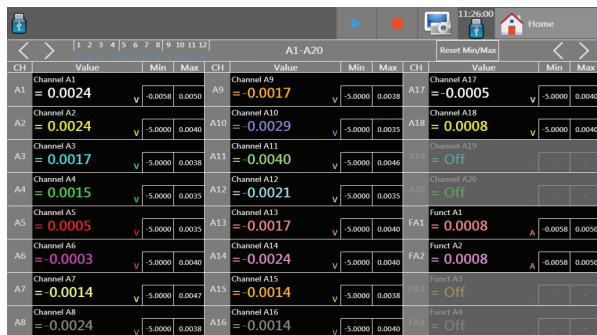 11:26:00
Home
1 2 3 4 5 6 7 8 9 10 11 12
A1-A20
Reset Min/Max
CH Value Min Max CH Value Min Max CH Value Min Max
Channel A1 Channel A9 Channel A17
A1 = 0.0024 V -0.0058 0.0050 A9 =-0.0017 V -5.0000 0.0038 A17 =-0.0005 V -5.0000 0.0040
Channel A2 Channel A10 Channel A18
A2 = 0.0024 V -5.0000 0.0040 A10 =-0.0029 V -5.0000 0.0035 A18 = 0.0008 V -5.0000 0.0040
Channel A3 Channel A11 Channel A19
A3 = 0.0017 V -5.0000 0.0038 A11 =-0.0040 V -5.0000 0.0046 A19 = Off - -
Channel A4 Channel A12 Channel A20
A4 = 0.0015 V -5.0000 0.0035 A12 =-0.0021 V -5.0000 0.0035 A20 = Off - -
Channel A5 Channel A13 Funct A1
A5 = 0.0005 V -5.0000 0.0035 A13 =-0.0017 V -5.0000 0.0040 FA1 = 0.0008 A -0.0058 0.0050
Channel A6 Channel A14 Funct A2
A6 =-0.0003 V -5.0000 0.0040 A14 =-0.0024 V -5.0000 0.0040 FA2 = 0.0008 A -0.0058 0.0050
Channel A7 Channel A15 Funct A3
A7 =-0.0014 V -5.0000 0.0047 A15 =-0.0014 V -5.0000 0.0038 FA3 = Off - -
Channel A8 Channel A16 Funct A4
A8 =-0.0024 V -5.0000 0.0038 A16 =-0.0014 V -5.0000 0.0040 FA4 = Off - -